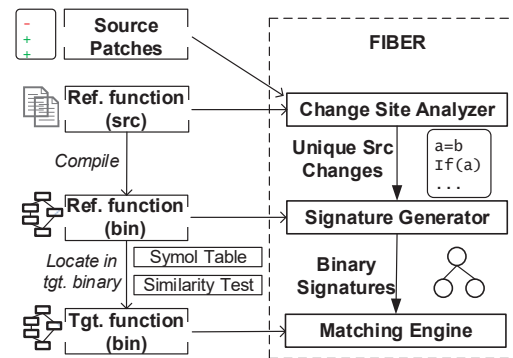 -
+
+
Source
Patches
FIBER
Ref. function
(src)
Change Site Analyzer
Compile
Unique Src
Changes
a=b
If(a)
...
Ref. function
(bin)
Signature Generator
Locate in
tgt. binary
Symol Table
Similarity Test
Binary
Signatures
Tgt. function
(bin)
Matching Engine